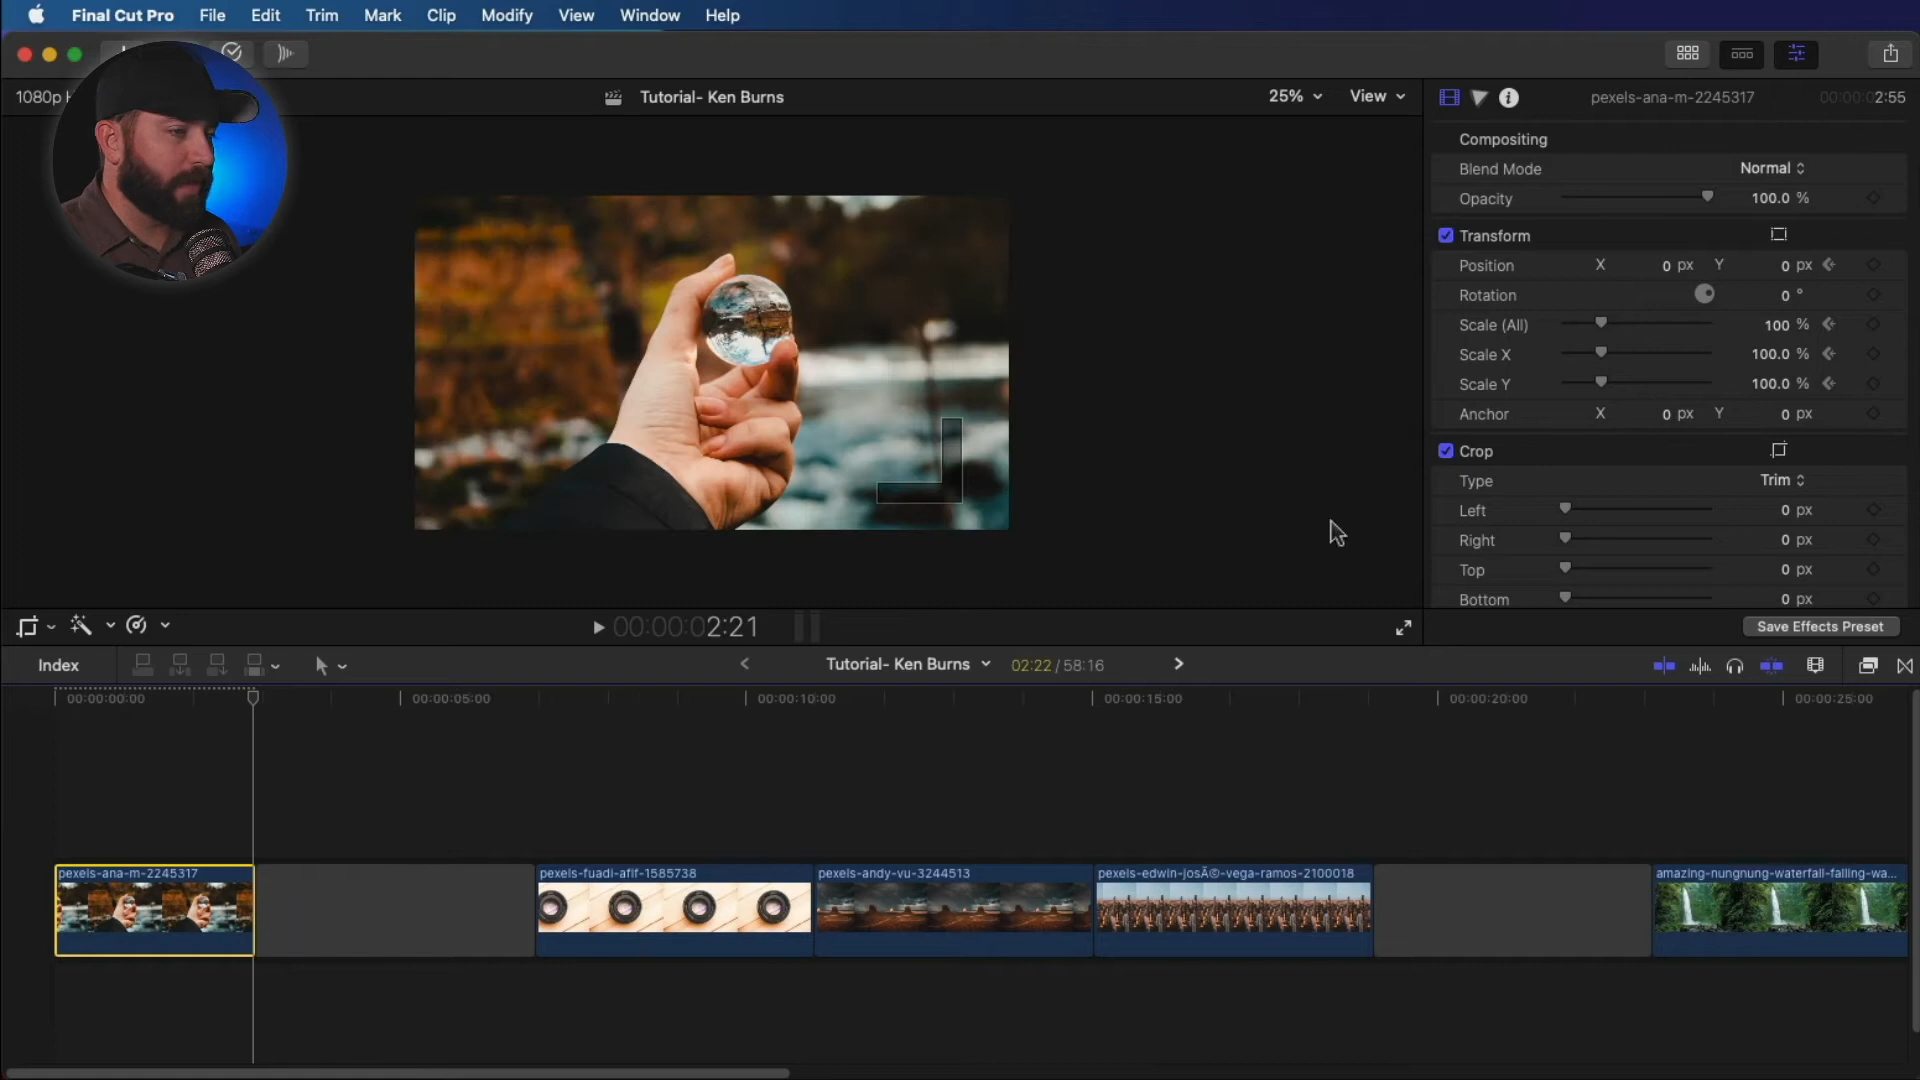 Final Cut Pro File Edit Trim Mark Clip Modify View Window Help
1080p
Tutorial- Ken Burns
25% View
pexels-ana-m-2245317 00:00:02:55
Compositing
Blend Mode Normal
Opacity 100.0 %
Transform
Position X 0 px Y 0 px
Rotation 0 °
Scale (All) 100 %
Scale X 100.0 %
Scale Y 100.0 %
Anchor X 0 px Y 0 px
Crop
Type Trim
Left 0 px
Right 0 px
Top 0 px
Bottom 0 px
00:00:02:21
Save Effects Preset
Index
Tutorial- Ken Burns 02:22 / 58:16
00:00:00:00 00:00:05:00 00:00:10:00 00:00:15:00 00:00:20:00 00:00:25:00
pexels-ana-m-2245317 pexels-fuadi-afif-1585738 pexels-andy-vu-3244513 pexels-edwin-josÃ©-vega-ramos-2100018 amazing-nungnung-waterfall-falling-wa...